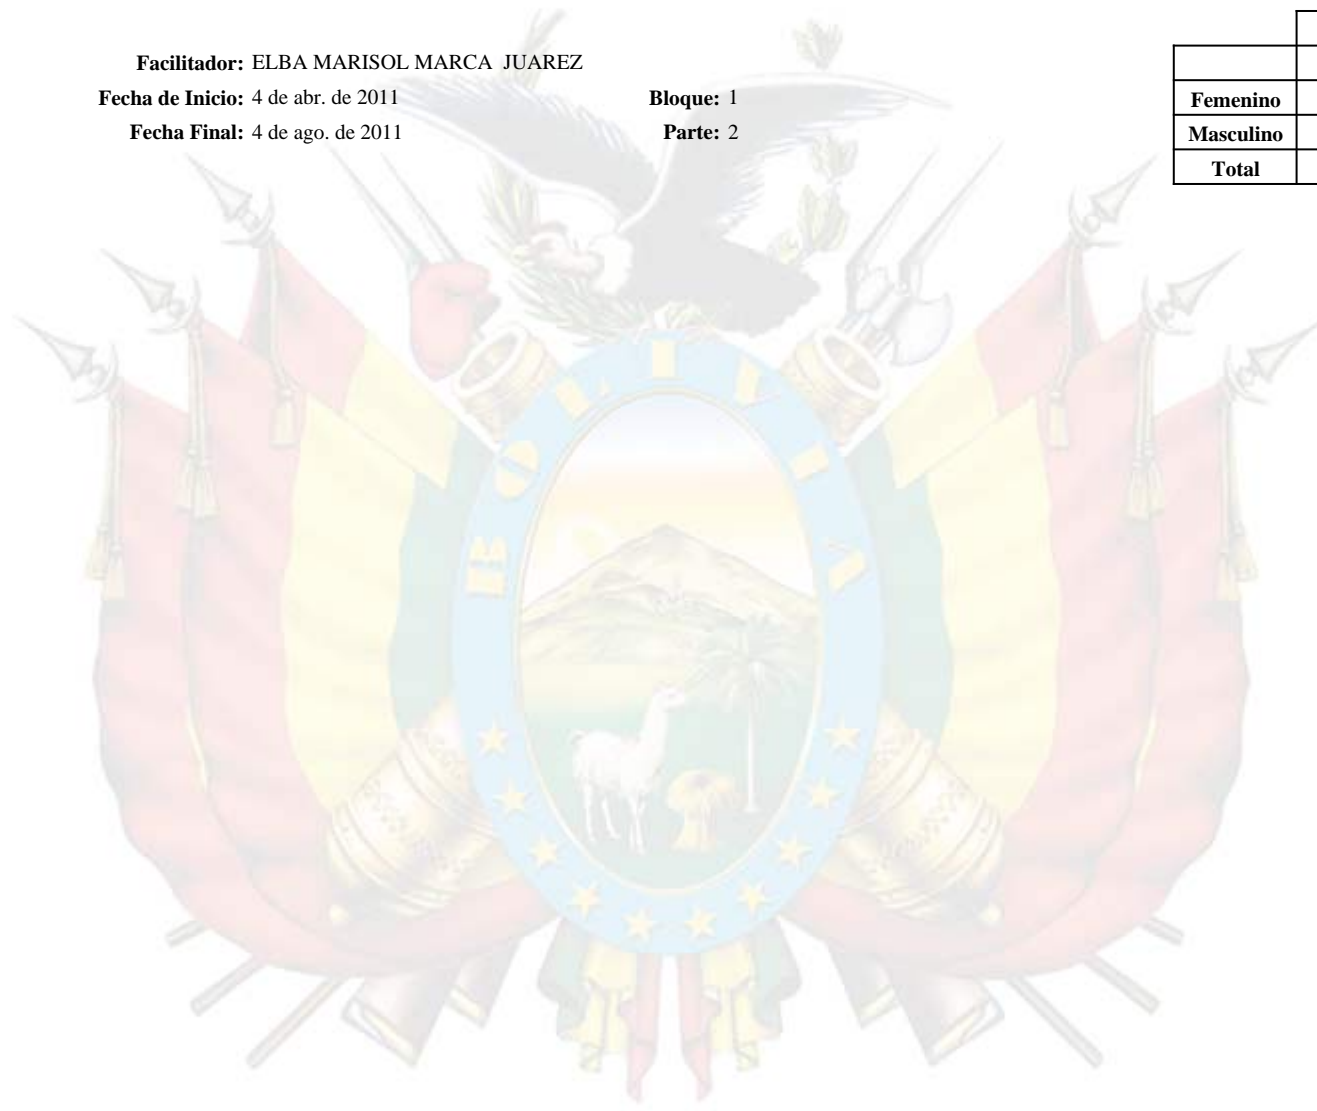 Facilitador: ELBA MARISOL MARCA JUAREZ
Fecha de Inicio: 4 de abr. de 2011 Bloque: 1
Fecha Final: 4 de ago. de 2011 Parte: 2
Femenino
Masculino
Total
BOLIVIA